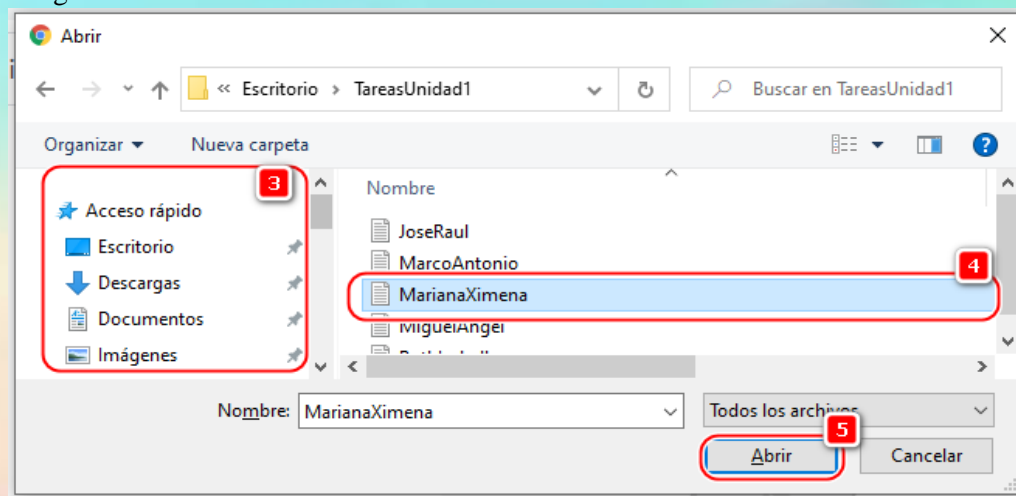 Abrir
« Escritorio > TareasUnidad1
Buscar en TareasUnidad1
Organizar
Nueva carpeta
3
Acceso rápido
Escritorio
Descargas
Documentos
Imágenes
Nombre
JoseRaul
MarcoAntonio
4
MarianaXimena
MiguelAngel
Nombre: MarianaXimena
Todos los archivos
5
Abrir
Cancelar